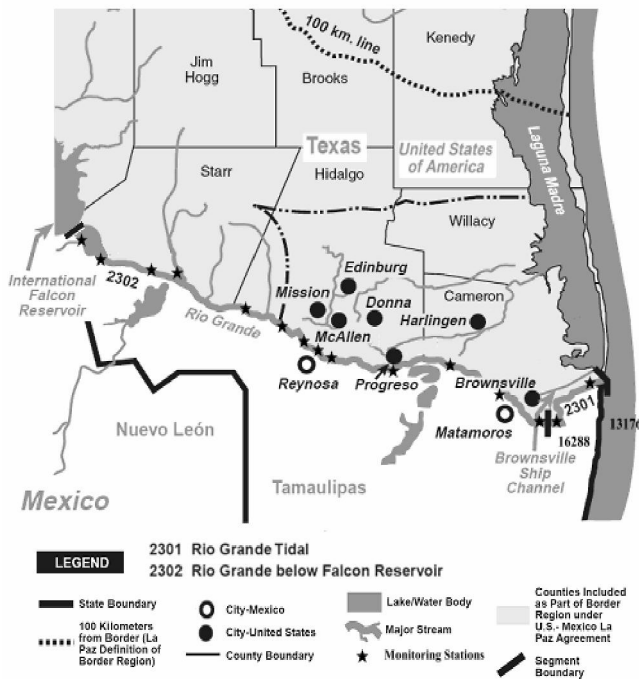 100 km. line
Kenedy
Jim
Hogg
Brooks
Texas
United States
of America
Laguna Madre
Starr
Hidalgo
Willacy
2302
International
Falcon
Reservoir
Rio Grande
Edinburg
Mission
Donna
Cameron
McAllen
Harlingen
Reynosa
Progreso
Brownsville
2301
Matamoros
13176
16288
Brownsville
Ship
Channel
Nuevo León
Mexico
Tamaulipas
LEGEND
2301 Rio Grande Tidal
2302 Rio Grande below Falcon Reservoir
State Boundary
100 Kilometers
from Border (La
Paz Definition of
Border Region)
City-Mexico
City-United States
County Boundary
Lake/Water Body
Major Stream
Monitoring Stations
Counties Included
as Part of Border
Region under
U.S.- Mexico La
Paz Agreement
Segment
Boundary